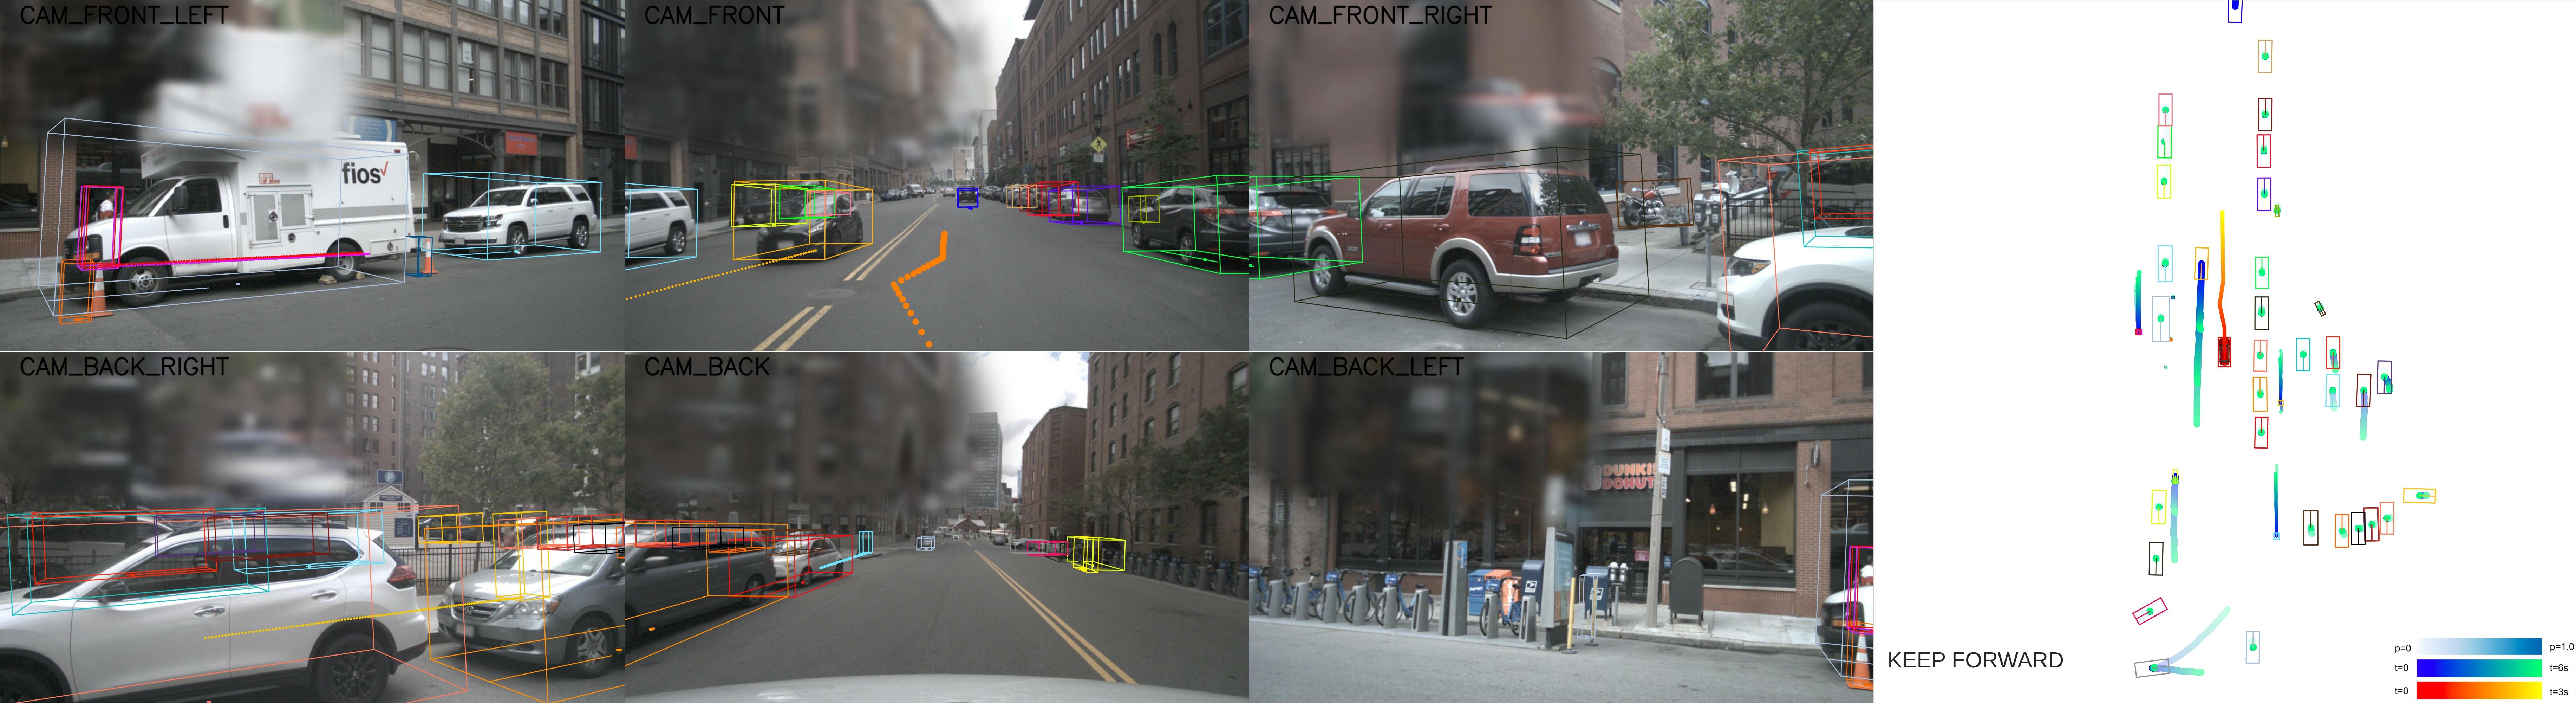 CAM_FRONT_LEFT
CAM_FRONT
CAM_FRONT_RIGHT
fios
CAM_BACK_RIGHT
CAM_BACK
CAM_BACK_LEFT
P
DUNKIN
DONUT
KEEP FORWARD
p=0
p=1.0
t=0
t=6s
t=0
t=3s